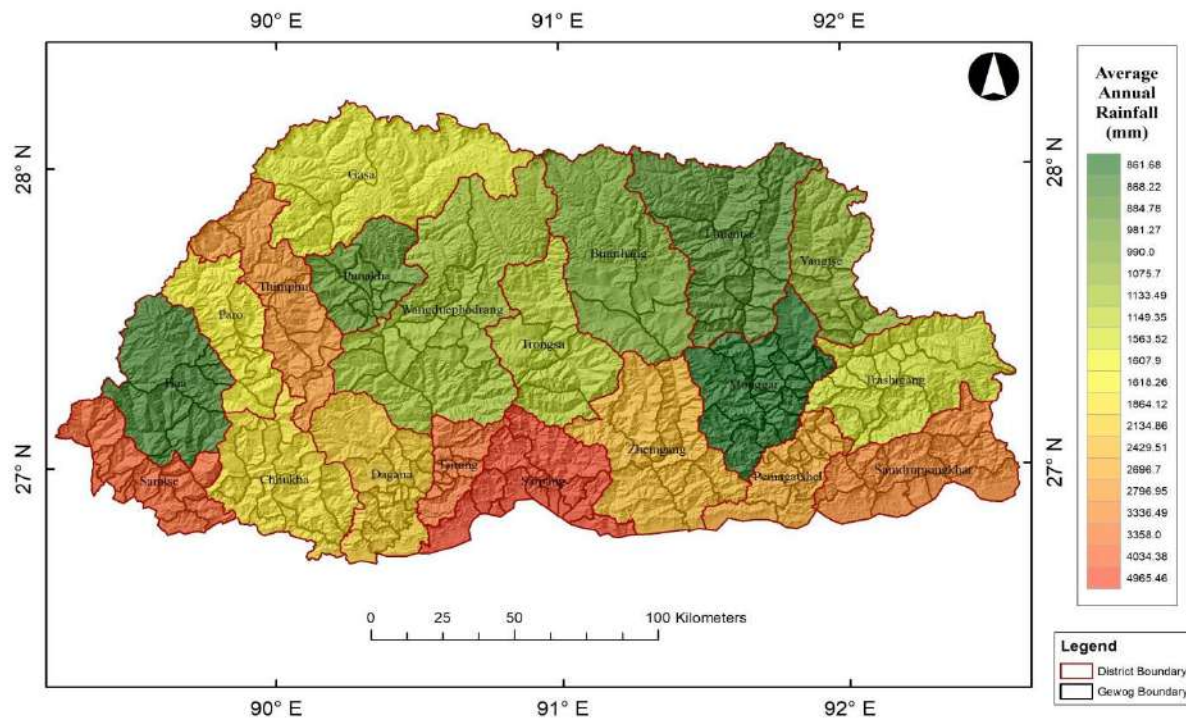 90° E 91° E 92° E
28° N
28° N
27° N
27° N
Gasa
Punakha
Thimphu
Paro
Haa
Wangduephodrang
Bumthang
Lhuntse
Yangtse
Trongsa
Monggar
Trashigang
Samtse
Chhukha
Dagana
Tsirang
Sarpang
Zhemgang
Pemagatshel
Samdrupjongkhar
0 25 50 100 Kilometers
90° E 91° E 92° E
Average
Annual
Rainfall
(mm)
861.68
868.22
884.78
981.27
990.0
1075.7
1133.49
1149.35
1563.52
1607.9
1618.26
1864.12
2134.86
2429.51
2696.7
2796.95
3336.49
3358.0
4034.38
4965.46
Legend
District Boundary
Gewog Boundary